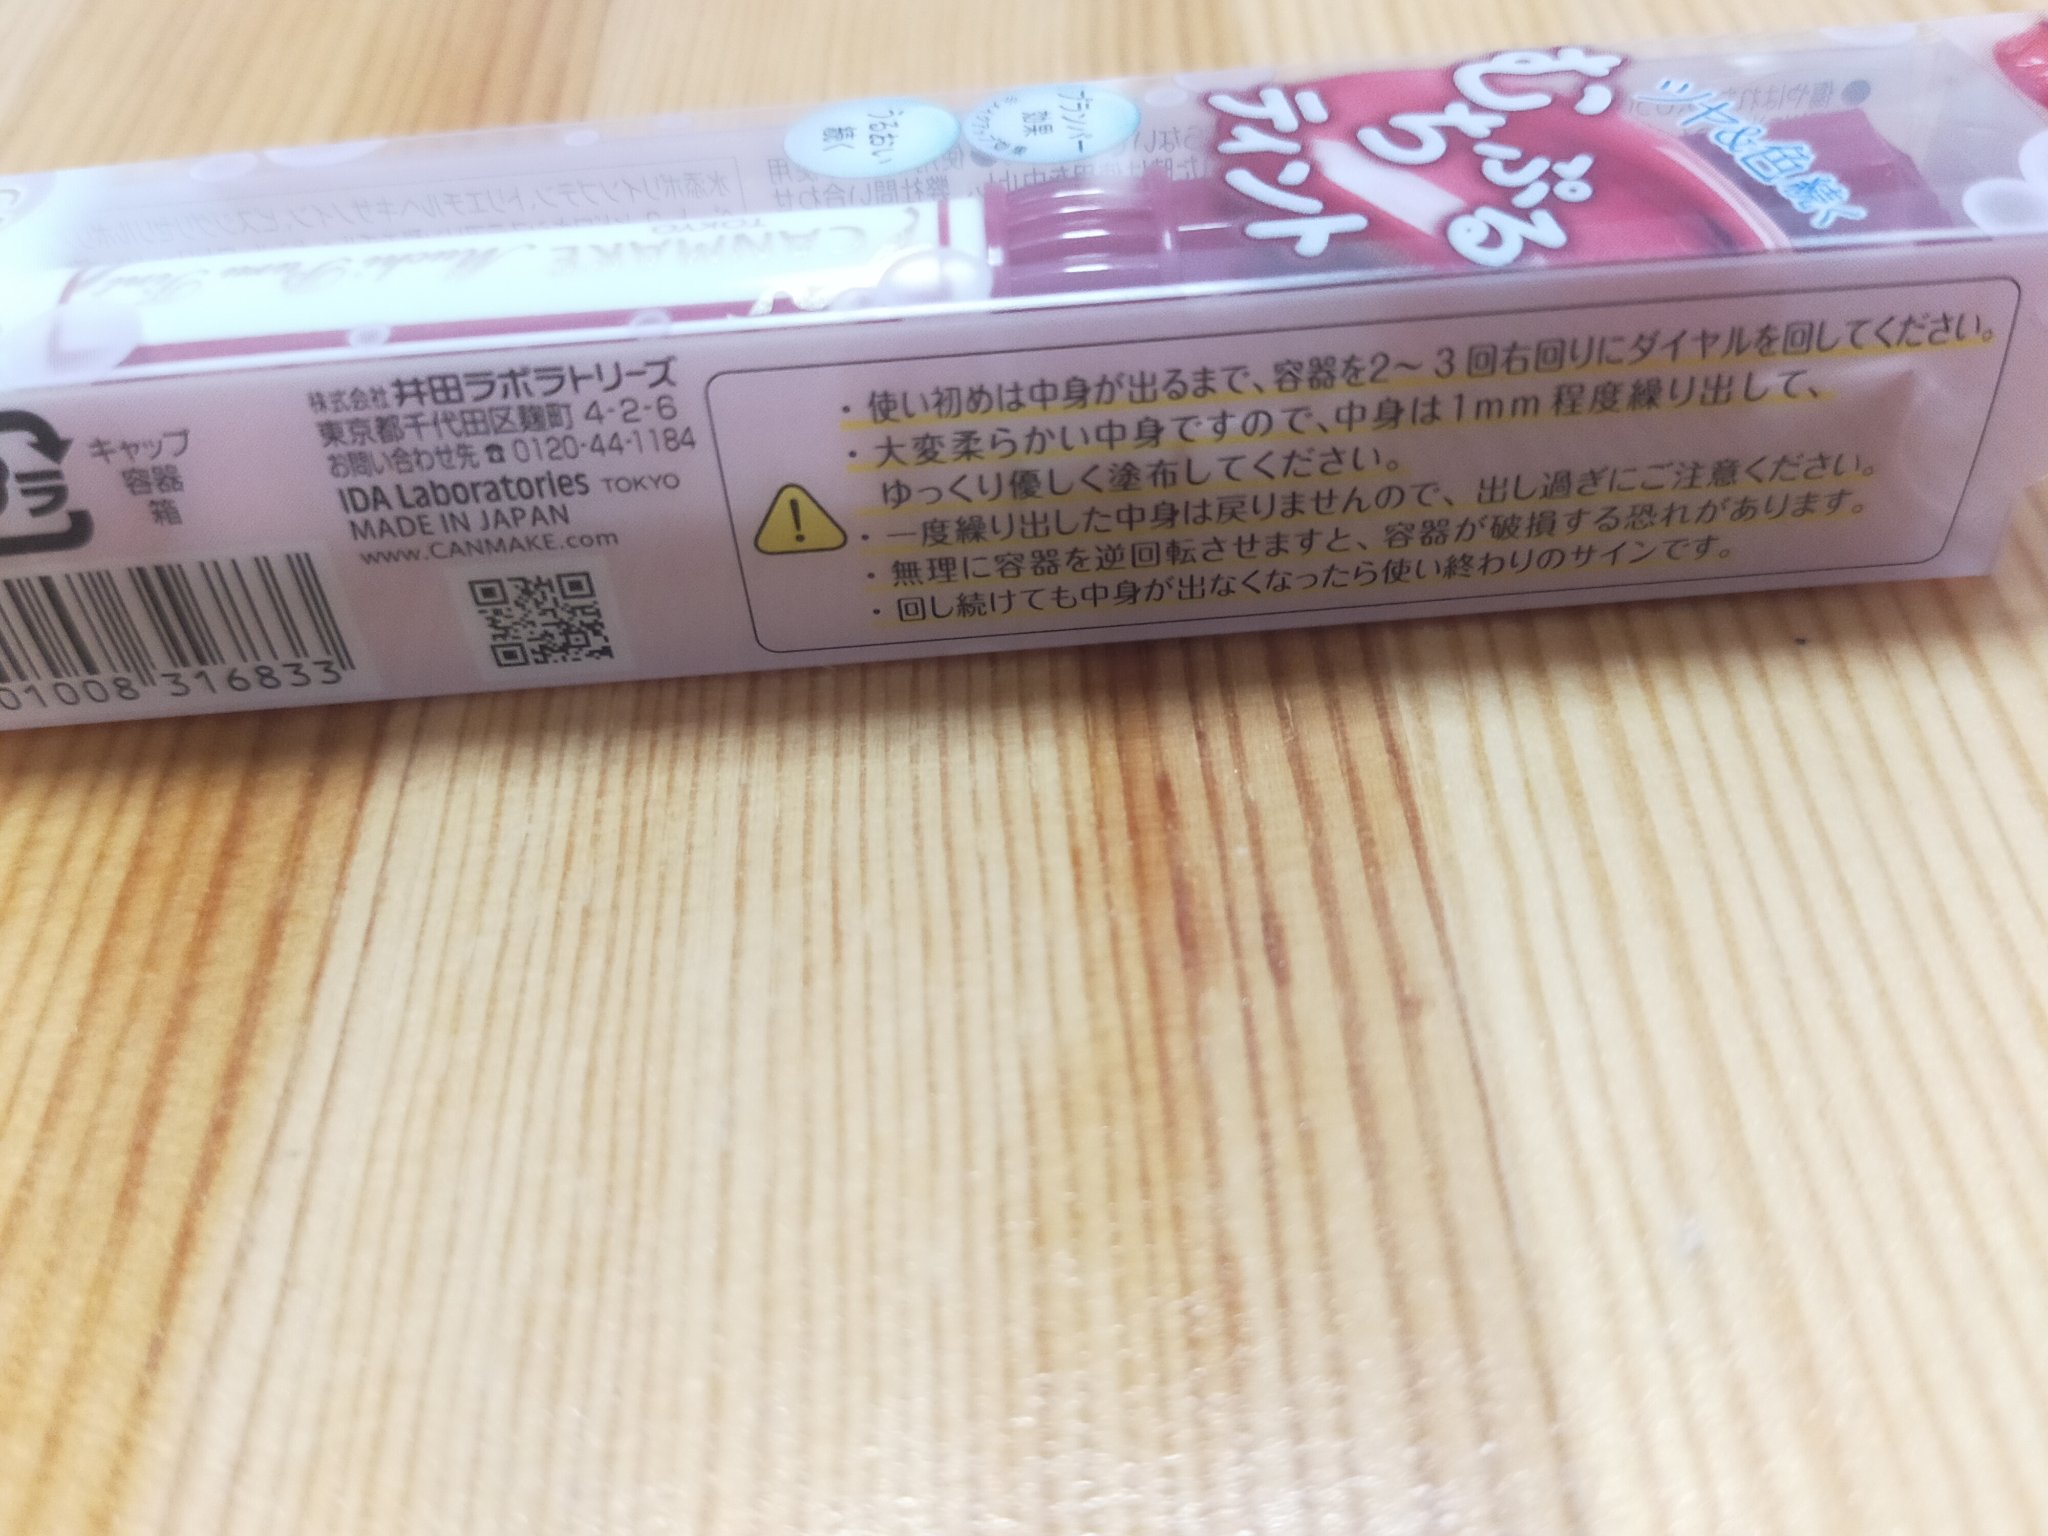 ツヤ&色続く
むちぷる
ティント
プランパー
効果
うるおい
続く
CANMAKE
TOKYO
キャップ
容器
箱
株式会社 井田ラボラトリーズ
東京都千代田区麹町 4-2-6
お問い合わせ先☎0120-44-1184
IDA Laboratories TOKYO
MADE IN JAPAN
www.CANMAKE.com
01008 316833
・使い初めは中身が出るまで、容器を2～3回右回りにダイヤルを回してください。
・大変柔らかい中身ですので、中身は1mm程度繰り出して、
ゆっくり優しく塗布してください。
・一度繰り出した中身は戻りませんので、出し過ぎにご注意ください。
・無理に容器を逆回転させますと、容器が破損する恐れがあります。
・回し続けても中身が出なくなったら使い終わりのサインです。